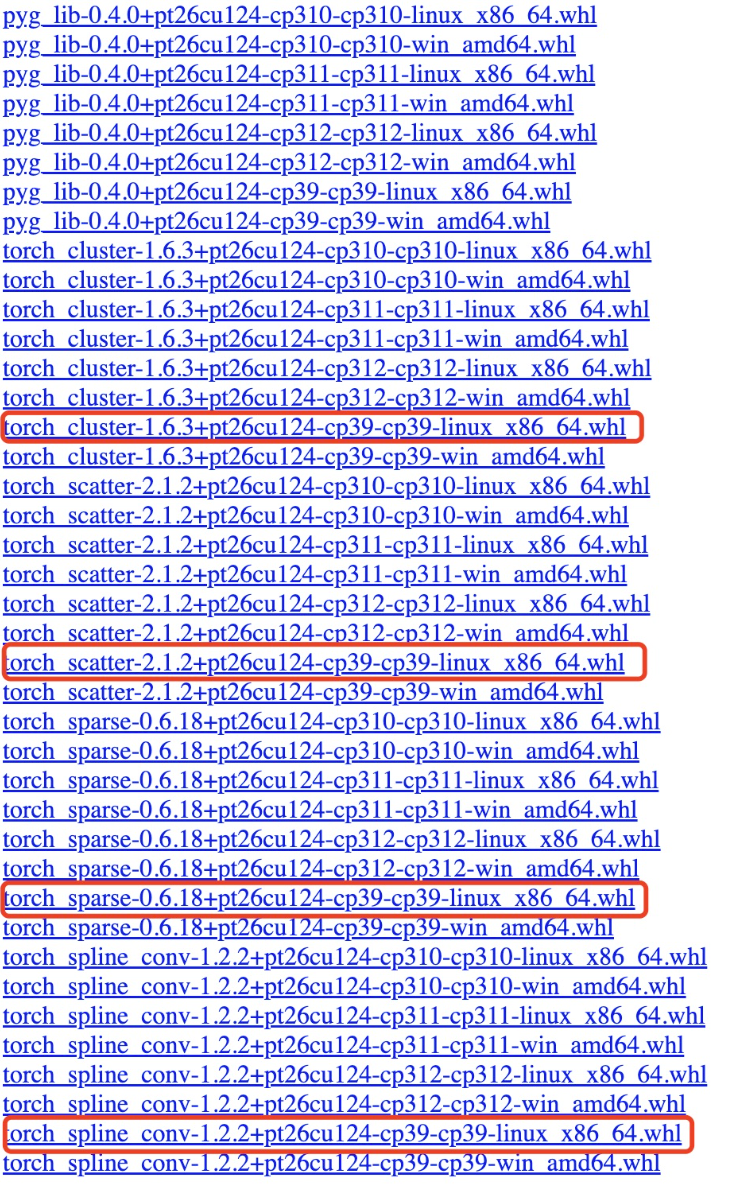 pyg_lib-0.4.0+pt26cu124-cp310-cp310-linux_x86_64.whl
pyg_lib-0.4.0+pt26cu124-cp310-cp310-win_amd64.whl
pyg_lib-0.4.0+pt26cu124-cp311-cp311-linux_x86_64.whl
pyg_lib-0.4.0+pt26cu124-cp311-cp311-win_amd64.whl
pyg_lib-0.4.0+pt26cu124-cp312-cp312-linux_x86_64.whl
pyg_lib-0.4.0+pt26cu124-cp312-cp312-win_amd64.whl
pyg_lib-0.4.0+pt26cu124-cp39-cp39-linux_x86_64.whl
pyg_lib-0.4.0+pt26cu124-cp39-cp39-win_amd64.whl
torch_cluster-1.6.3+pt26cu124-cp310-cp310-linux_x86_64.whl
torch_cluster-1.6.3+pt26cu124-cp310-cp310-win_amd64.whl
torch_cluster-1.6.3+pt26cu124-cp311-cp311-linux_x86_64.whl
torch_cluster-1.6.3+pt26cu124-cp311-cp311-win_amd64.whl
torch_cluster-1.6.3+pt26cu124-cp312-cp312-linux_x86_64.whl
torch_cluster-1.6.3+pt26cu124-cp312-cp312-win_amd64.whl
torch_cluster-1.6.3+pt26cu124-cp39-cp39-linux_x86_64.whl
torch_cluster-1.6.3+pt26cu124-cp39-cp39-win_amd64.whl
torch_scatter-2.1.2+pt26cu124-cp310-cp310-linux_x86_64.whl
torch_scatter-2.1.2+pt26cu124-cp310-cp310-win_amd64.whl
torch_scatter-2.1.2+pt26cu124-cp311-cp311-linux_x86_64.whl
torch_scatter-2.1.2+pt26cu124-cp311-cp311-win_amd64.whl
torch_scatter-2.1.2+pt26cu124-cp312-cp312-linux_x86_64.whl
torch_scatter-2.1.2+pt26cu124-cp312-cp312-win_amd64.whl
torch_scatter-2.1.2+pt26cu124-cp39-cp39-linux_x86_64.whl
torch_scatter-2.1.2+pt26cu124-cp39-cp39-win_amd64.whl
torch_sparse-0.6.18+pt26cu124-cp310-cp310-linux_x86_64.whl
torch_sparse-0.6.18+pt26cu124-cp310-cp310-win_amd64.whl
torch_sparse-0.6.18+pt26cu124-cp311-cp311-linux_x86_64.whl
torch_sparse-0.6.18+pt26cu124-cp311-cp311-win_amd64.whl
torch_sparse-0.6.18+pt26cu124-cp312-cp312-linux_x86_64.whl
torch_sparse-0.6.18+pt26cu124-cp312-cp312-win_amd64.whl
torch_sparse-0.6.18+pt26cu124-cp39-cp39-linux_x86_64.whl
torch_sparse-0.6.18+pt26cu124-cp39-cp39-win_amd64.whl
torch_spline_conv-1.2.2+pt26cu124-cp310-cp310-linux_x86_64.whl
torch_spline_conv-1.2.2+pt26cu124-cp310-cp310-win_amd64.whl
torch_spline_conv-1.2.2+pt26cu124-cp311-cp311-linux_x86_64.whl
torch_spline_conv-1.2.2+pt26cu124-cp311-cp311-win_amd64.whl
torch_spline_conv-1.2.2+pt26cu124-cp312-cp312-linux_x86_64.whl
torch_spline_conv-1.2.2+pt26cu124-cp312-cp312-win_amd64.whl
torch_spline_conv-1.2.2+pt26cu124-cp39-cp39-linux_x86_64.whl
torch_spline_conv-1.2.2+pt26cu124-cp39-cp39-win_amd64.whl